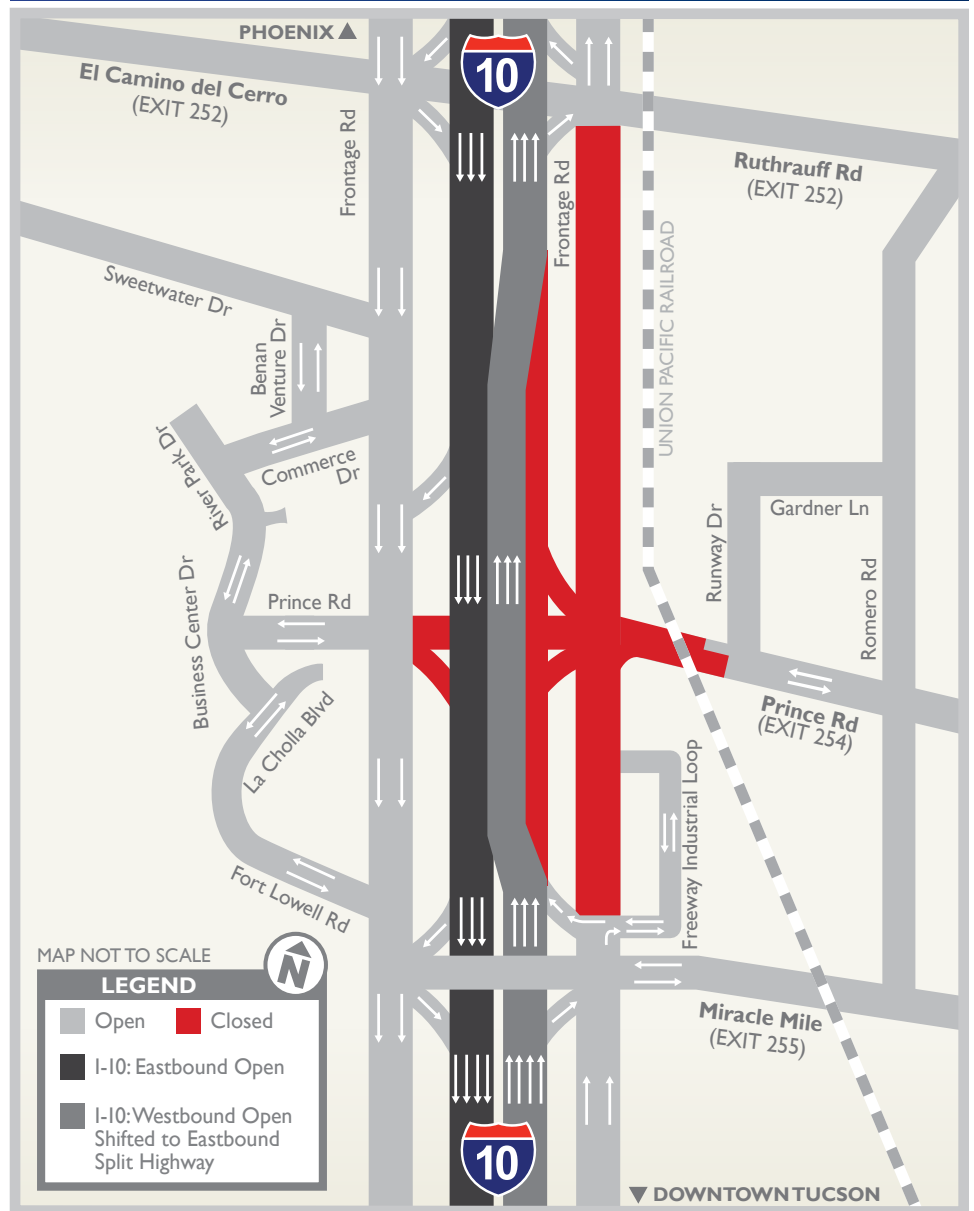 PHOENIX
10
El Camino del Cerro
(EXIT 252)
Frontage Rd
Frontage Rd
Ruthrauff Rd
(EXIT 252)
UNION PACIFIC RAILROAD
Sweetwater Dr
Benan
Venture Dr
River Park Dr
Commerce
Dr
Business Center Dr
Prince Rd
La Cholla Blvd
Fort Lowell Rd
Runway Dr
Gardner Ln
Romero Rd
Prince Rd
(EXIT 254)
Freeway Industrial Loop
Miracle Mile
(EXIT 255)
MAP NOT TO SCALE
N
LEGEND
Open
Closed
I-10: Eastbound Open
I-10: Westbound Open
Shifted to Eastbound
Split Highway
10
DOWNTOWN TUCSON